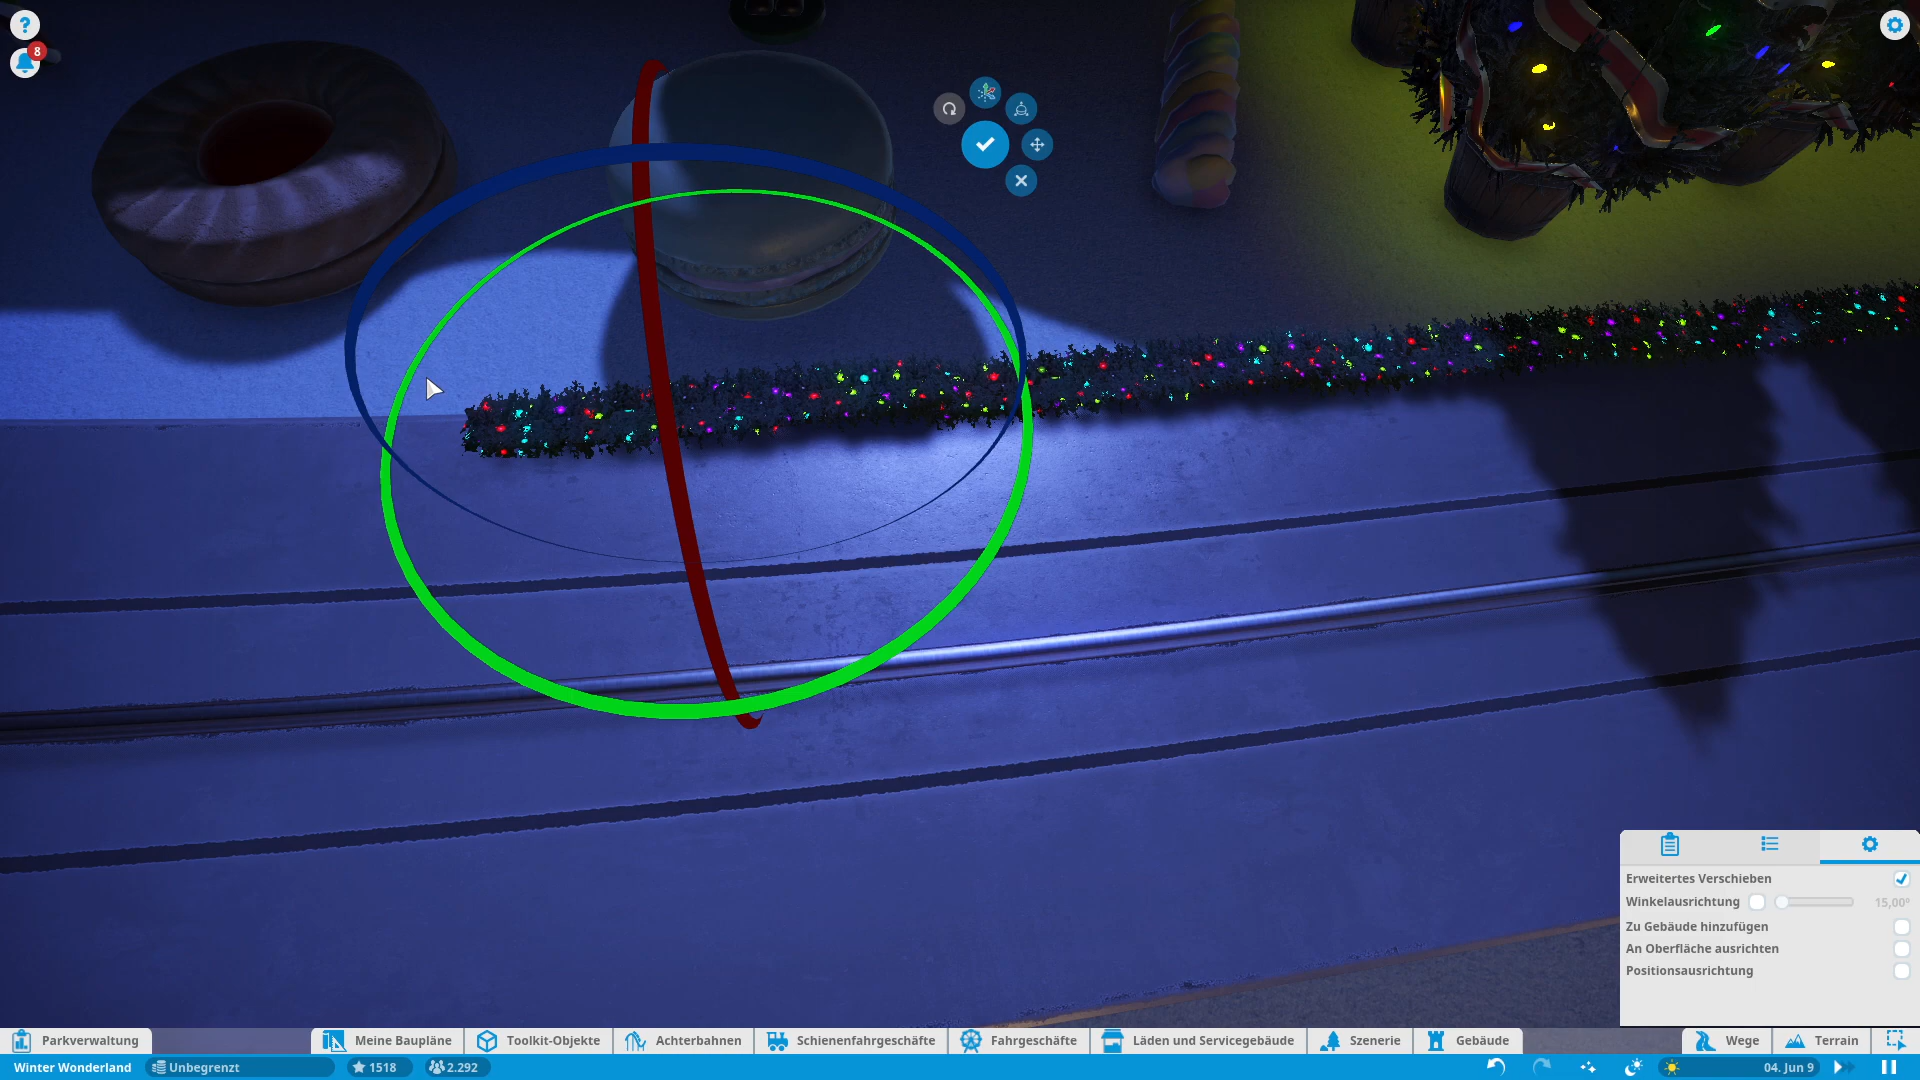 8
Erweitertes Verschieben
Winkelausrichtung 15,00°
Zu Gebäude hinzufügen
An Oberfläche ausrichten
Positionsausrichtung
Parkverwaltung Meine Baupläne Toolkit-Objekte Achterbahnen Schienenfahrgeschäfte Fahrgeschäfte Läden und Servicegebäude Szenerie Gebäude Wege Terrain
Winter Wonderland Unbegrenzt 1518 2.292 04. Jun 9